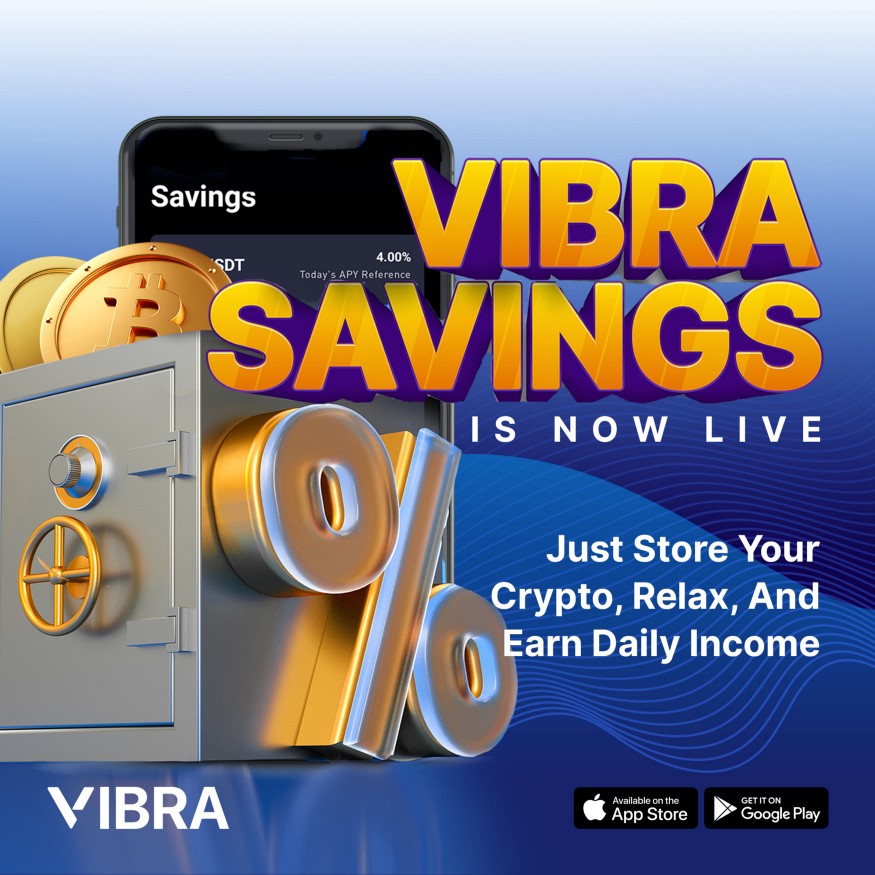 Savings
4.00%
Today's APY Reference
VIBRA
SAVINGS
IS NOW LIVE
Just Store Your
Crypto, Relax, And
Earn Daily Income
VIBRA
Available on the
App Store
GET IT ON
Google Play